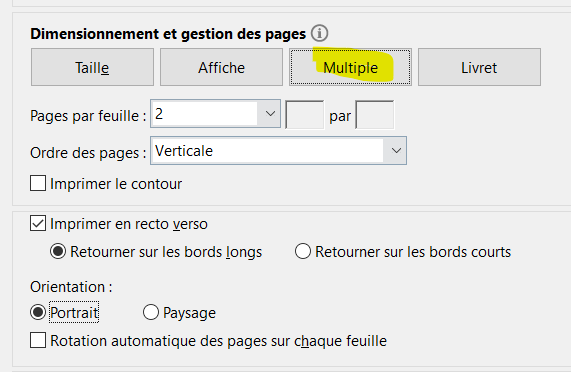 Dimensionnement et gestion des pages
Taille Affiche Multiple Livret
Pages par feuille : 2 par
Ordre des pages : Verticale
Imprimer le contour
Imprimer en recto verso
Retourner sur les bords longs Retourner sur les bords courts
Orientation :
Portrait Paysage
Rotation automatique des pages sur chaque feuille